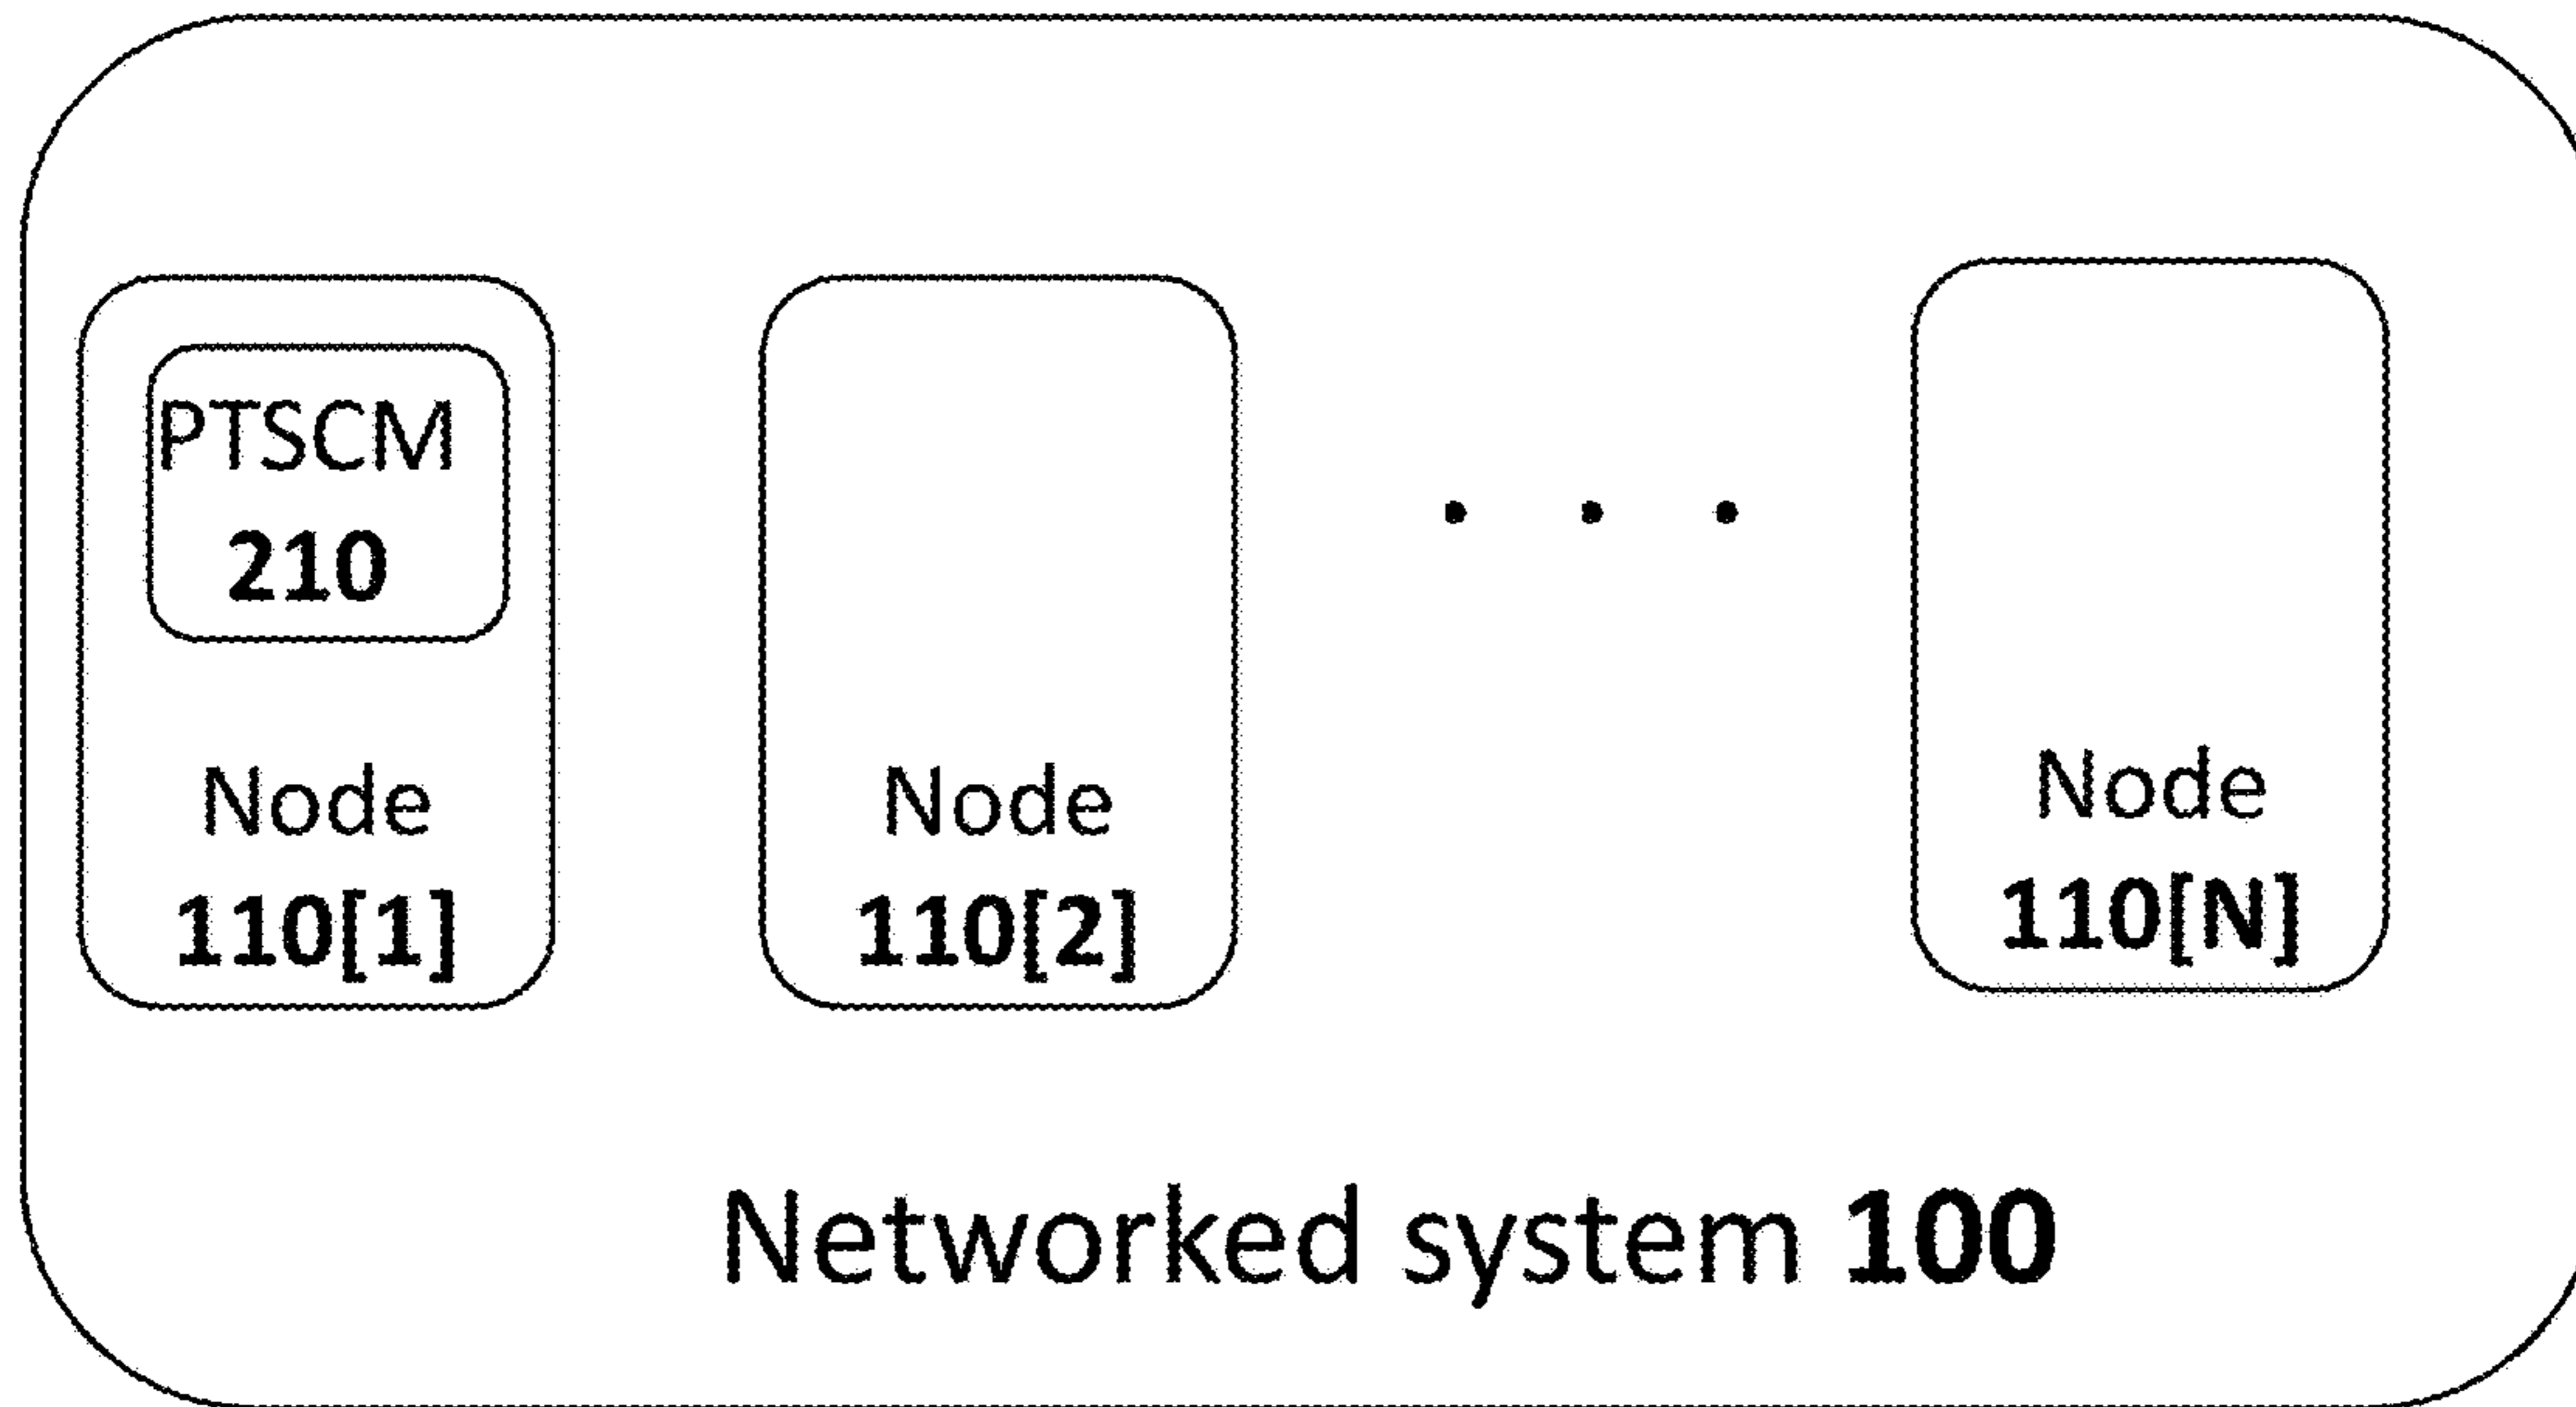 PTSCM
210
Node
110[1]
Node
110[2]
Node
110[N]
Networked system 100